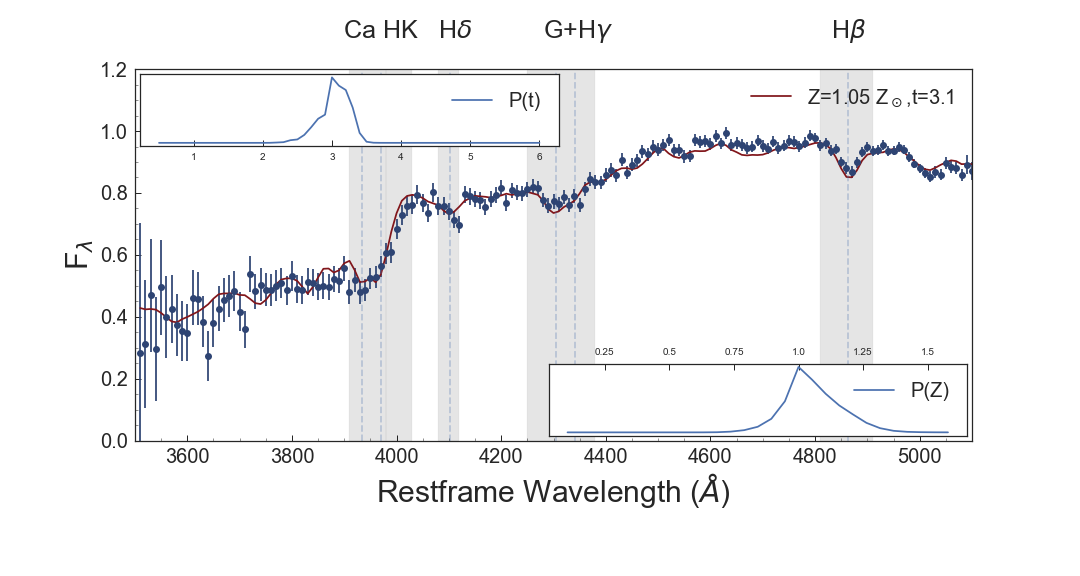 Ca HK Hδ G+Hγ Hβ
1.2
1.0
0.8
0.6
0.4
0.2
0.0
F_λ
P(t)
1 2 3 4 5 6
Z=1.05 Z_⊙,t=3.1
0.25 0.5 0.75 1.0 1.25 1.5
P(Z)
3600 3800 4000 4200 4400 4600 4800 5000
Restframe Wavelength (Å)